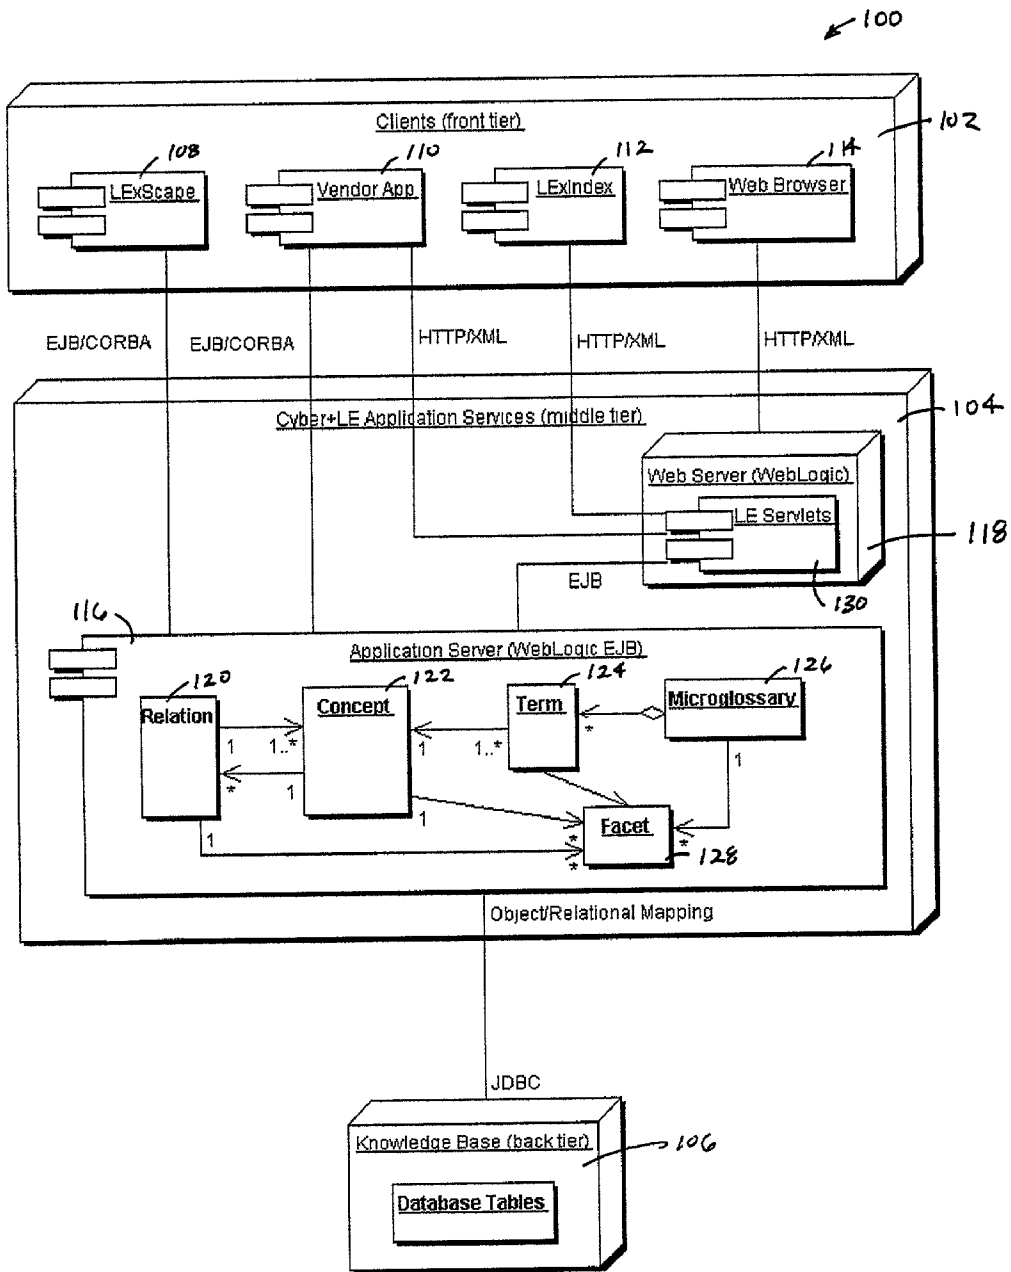 100
Clients (front tier)
102
108
110
112
114
LExScape
Vendor App
LExIndex
Web Browser
EJB/CORBA
EJB/CORBA
HTTP/XML
HTTP/XML
HTTP/XML
Cyber+LE Application Services (middle tier)
104
Web Server (WebLogic)
LE Servlets
118
EJB
130
116
Application Server (WebLogic EJB)
120
122
124
126
Relation
Concept
Term
Microglossary
1
1..*
1
1..*
*
1
*
1
1
Facet
*
*
1
*
128
Object/Relational Mapping
JDBC
Knowledge Base (back tier)
106
Database Tables